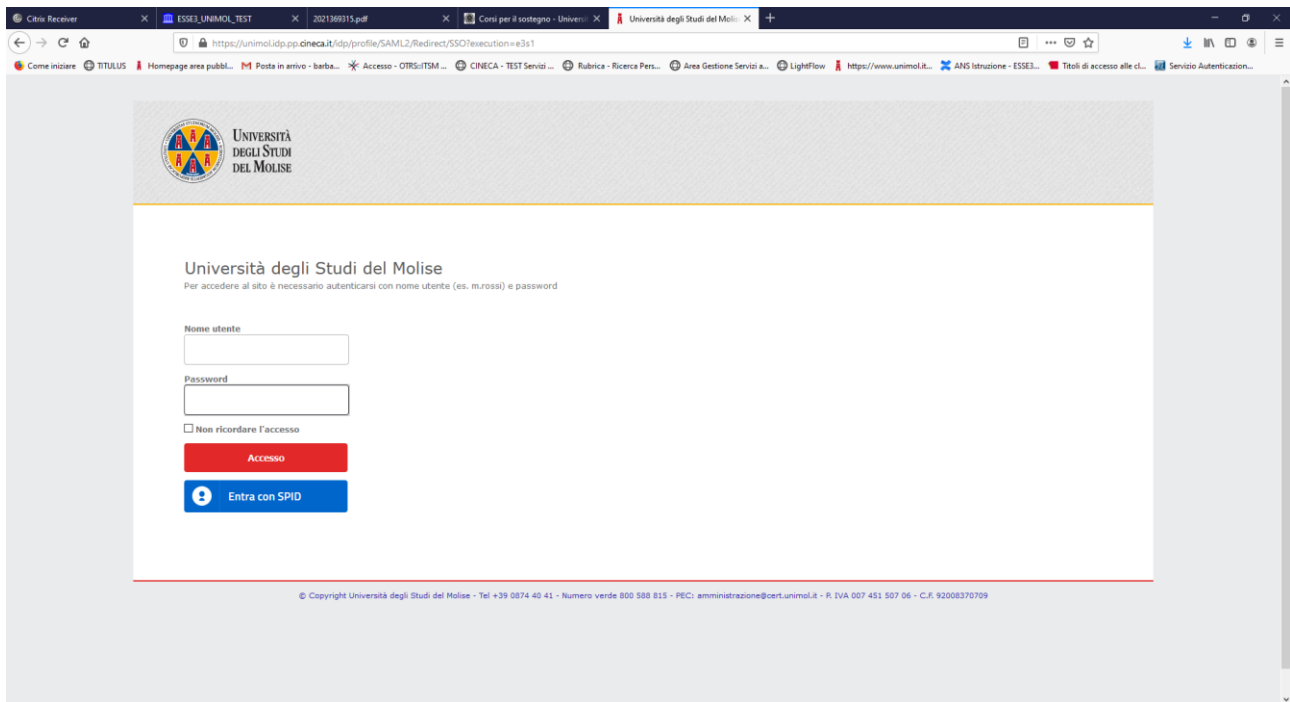 Citrix Receiver
ESSE3_UNIMOL_TEST
2021369315.pdf
Corsi per il sostegno - Universi
Università degli Studi del Molis
https://unimol.idp.pp.cineca.it/idp/profile/SAML2/Redirect/SSO?execution=e3s1
Come iniziare
TITULUS
Homepage area pubbl...
Posta in arrivo - barba...
Accesso - OTRS::ITSM ...
CINECA - TEST Servizi ...
Rubrica - Ricerca Pers...
Area Gestione Servizi a...
LightFlow
https://www.unimol.it...
ANS Istruzione - ESSE3...
Titoli di accesso alle cl...
Servizio Autenticazion...
Università
degli Studi
del Molise
Università degli Studi del Molise
Per accedere al sito è necessario autenticarsi con nome utente (es. m.rossi) e password
Nome utente
Password
Non ricordare l'accesso
Accesso
Entra con SPID
© Copyright Università degli Studi del Molise - Tel +39 0874 40 41 - Numero verde 800 588 815 - PEC: amministrazione@cert.unimol.it - P. IVA 007 451 507 06 - C.F. 92008370709